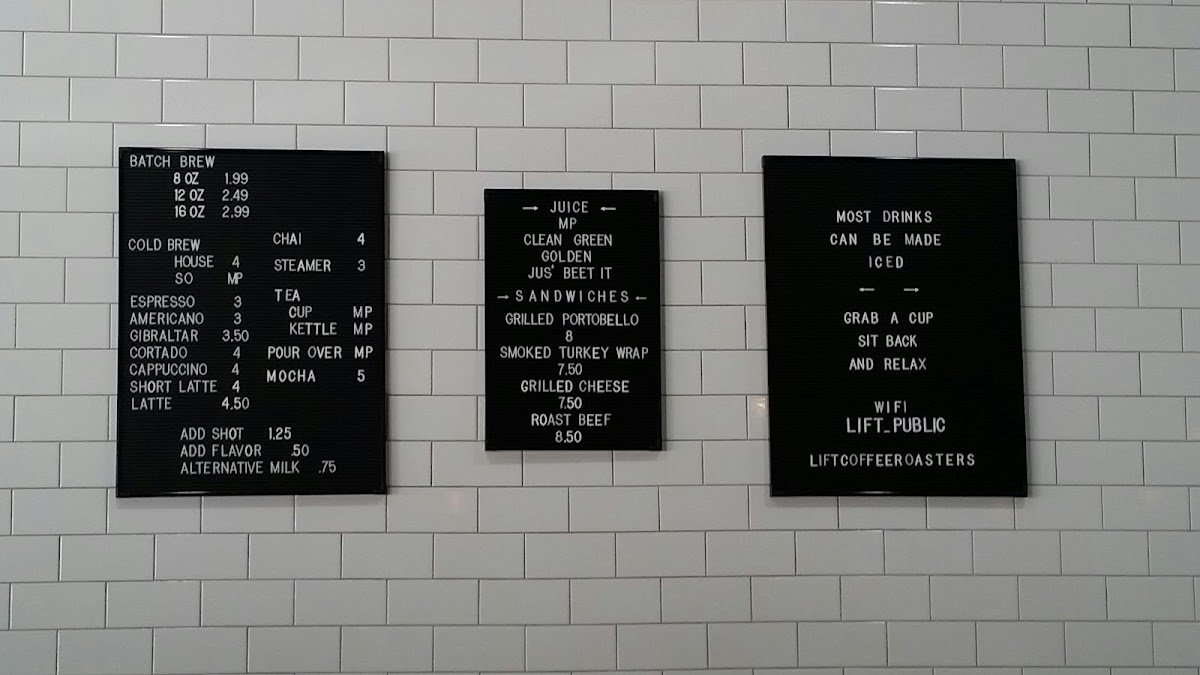 BATCH BREW
8 OZ 1.99
12 OZ 2.49
16 OZ 2.99
COLD BREW
HOUSE 4
SO MP
ESPRESSO 3
AMERICANO 3
GIBRALTAR 3.50
CORTADO 4
CAPPUCCINO 4
SHORT LATTE 4
LATTE 4.50
CHAI 4
STEAMER 3
TEA
CUP MP
KETTLE MP
POUR OVER MP
MOCHA 5
ADD SHOT 1.25
ADD FLAVOR .50
ALTERNATIVE MILK .75
→ JUICE ←
MP
CLEAN GREEN
GOLDEN
JUS' BEET IT
→ SANDWICHES ←
GRILLED PORTOBELLO
8
SMOKED TURKEY WRAP
7.50
GRILLED CHEESE
7.50
ROAST BEEF
8.50
MOST DRINKS
CAN BE MADE
ICED
← →
GRAB A CUP
SIT BACK
AND RELAX
WIFI
LIFT_PUBLIC
LIFTCOFFEEROASTERS